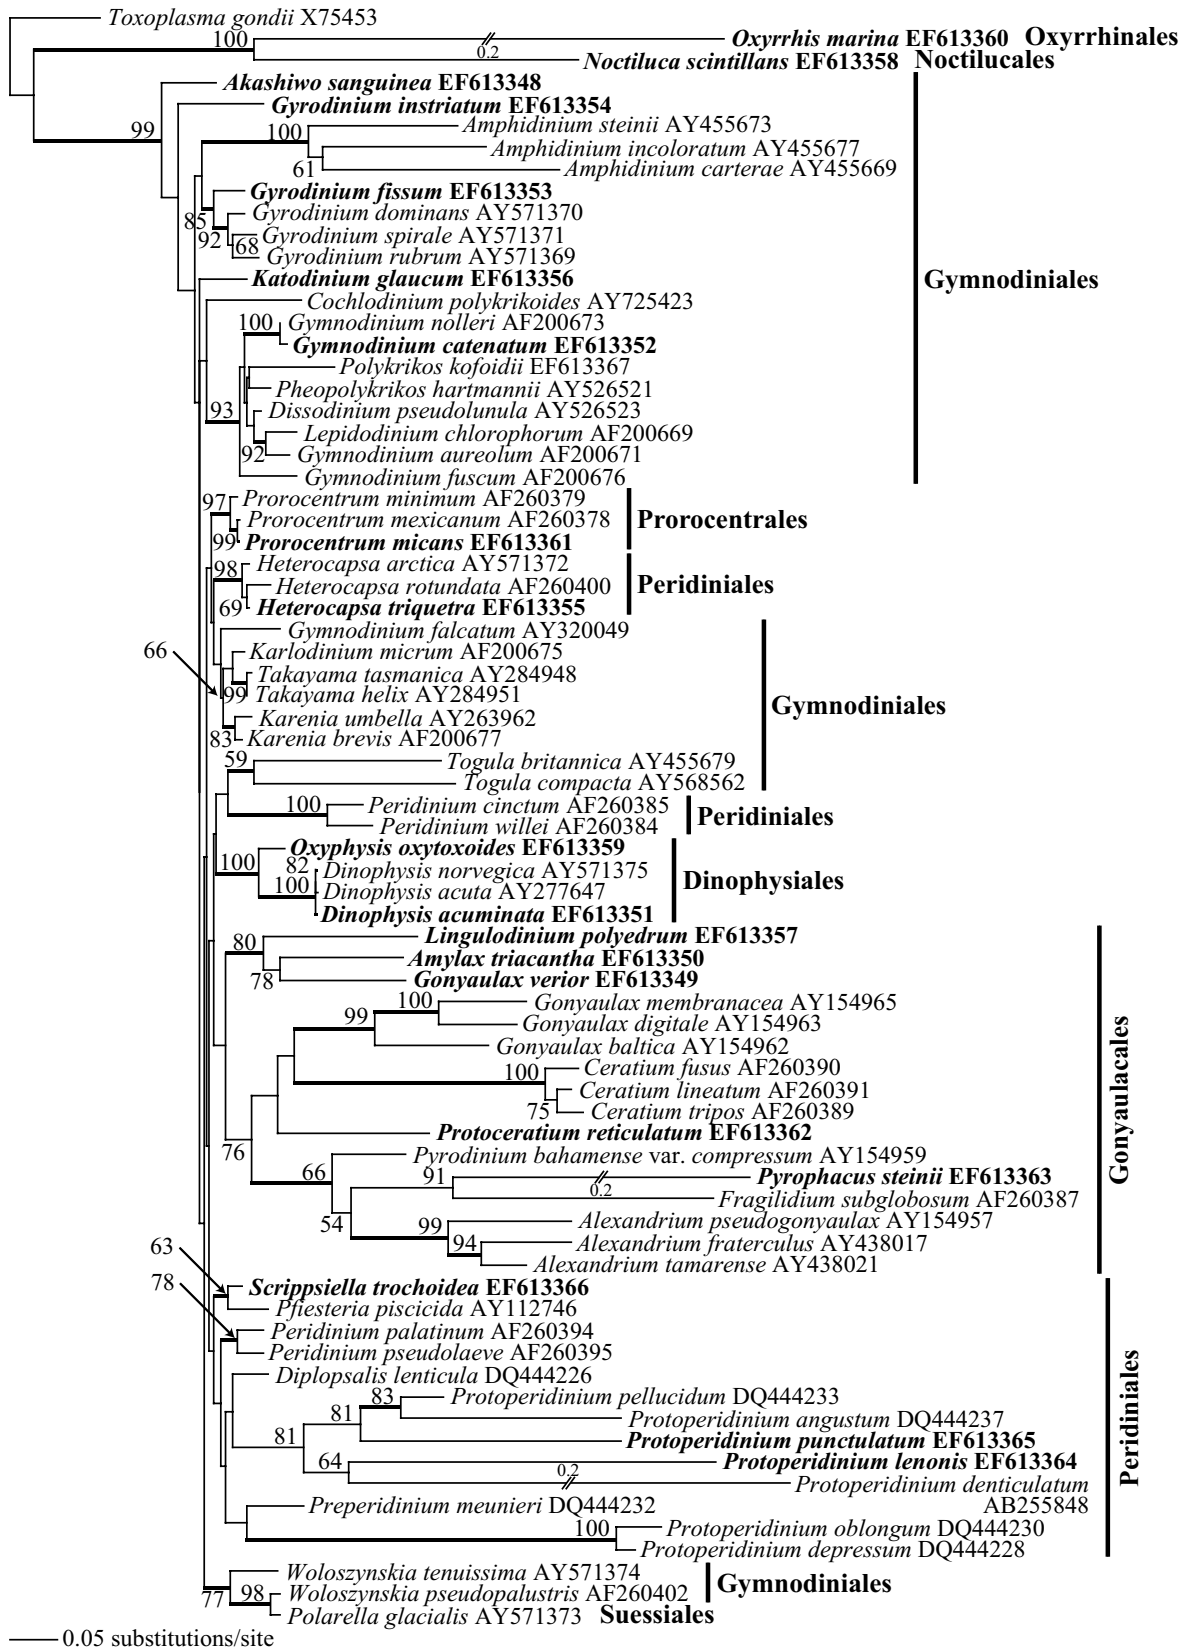 Toxoplasma gondii X75453
100 Oxyrrhis marina EF613360 Oxyrrhinales
0.2 Noctiluca scintillans EF613358 Noctilucales
Akashiwo sanguinea EF613348
Gyrodinium instriatum EF613354
99 100 Amphidinium steinii AY455673
Amphidinium incoloratum AY455677
61 Amphidinium carterae AY455669
Gyrodinium fissum EF613353
85 Gyrodinium dominans AY571370
92 68 Gyrodinium spirale AY571371
Gyrodinium rubrum AY571369
Katodinium glaucum EF613356 Gymnodiniales
Cochlodinium polykrikoides AY725423
100 Gymnodinium nolleri AF200673
Gymnodinium catenatum EF613352
Polykrikos kofoidii EF613367
Pheopolykrikos hartmannii AY526521
93 Dissodinium pseudolunula AY526523
Lepidodinium chlorophorum AF200669
92 Gymnodinium aureolum AF200671
Gymnodinium fuscum AF200676
97 Prorocentrum minimum AF260379
Prorocentrum mexicanum AF260378 Prorocentrales
99 Prorocentrum micans EF613361
98 Heterocapsa arctica AY571372
Heterocapsa rotundata AF260400 Peridiniales
69 Heterocapsa triquetra EF613355
Gymnodinium falcatum AY320049
66 Karlodinium micrum AF200675
Takayama tasmanica AY284948
99 Takayama helix AY284951 Gymnodiniales
Karenia umbella AY263962
83 Karenia brevis AF200677
59 Togula britannica AY455679
Togula compacta AY568562
100 Peridinium cinctum AF260385 Peridiniales
Peridinium willei AF260384
Oxyphysis oxytoxoides EF613359
100 82 Dinophysis norvegica AY571375
100 Dinophysis acuta AY277647 Dinophysiales
Dinophysis acuminata EF613351
80 Lingulodinium polyedrum EF613357
Amylax triacantha EF613350
78 Gonyaulax verior EF613349
100 Gonyaulax membranacea AY154965
99 Gonyaulax digitale AY154963
Gonyaulax baltica AY154962
100 Ceratium fusus AF260390
Ceratium lineatum AF260391
75 Ceratium tripos AF260389
Gonyaulacales
Protoceratium reticulatum EF613362
76 Pyrodinium bahamense var. compressum AY154959
66 91 Pyrophacus steinii EF613363
0.2 Fragilidium subglobosum AF260387
54 99 Alexandrium pseudogonyaulax AY154957
94 Alexandrium fraterculus AY438017
Alexandrium tamarense AY438021
63 Scrippsiella trochoidea EF613366
78 Pfiesteria piscicida AY112746
Peridinium palatinum AF260394
Peridinium pseudolaeve AF260395
Diplopsalis lenticula DQ444226
83 Protoperidinium pellucidum DQ444233
81 Protoperidinium angustum DQ444237
81 Protoperidinium punctulatum EF613365
Peridiniales
64 Protoperidinium lenonis EF613364
0.2 Protoperidinium denticulatum
Preperidinium meunieri DQ444232 AB255848
100 Protoperidinium oblongum DQ444230
Protoperidinium depressum DQ444228
Woloszynskia tenuissima AY571374
77 98 Woloszynskia pseudopalustris AF260402 Gymnodiniales
Polarella glacialis AY571373 Suessiales
0.05 substitutions/site